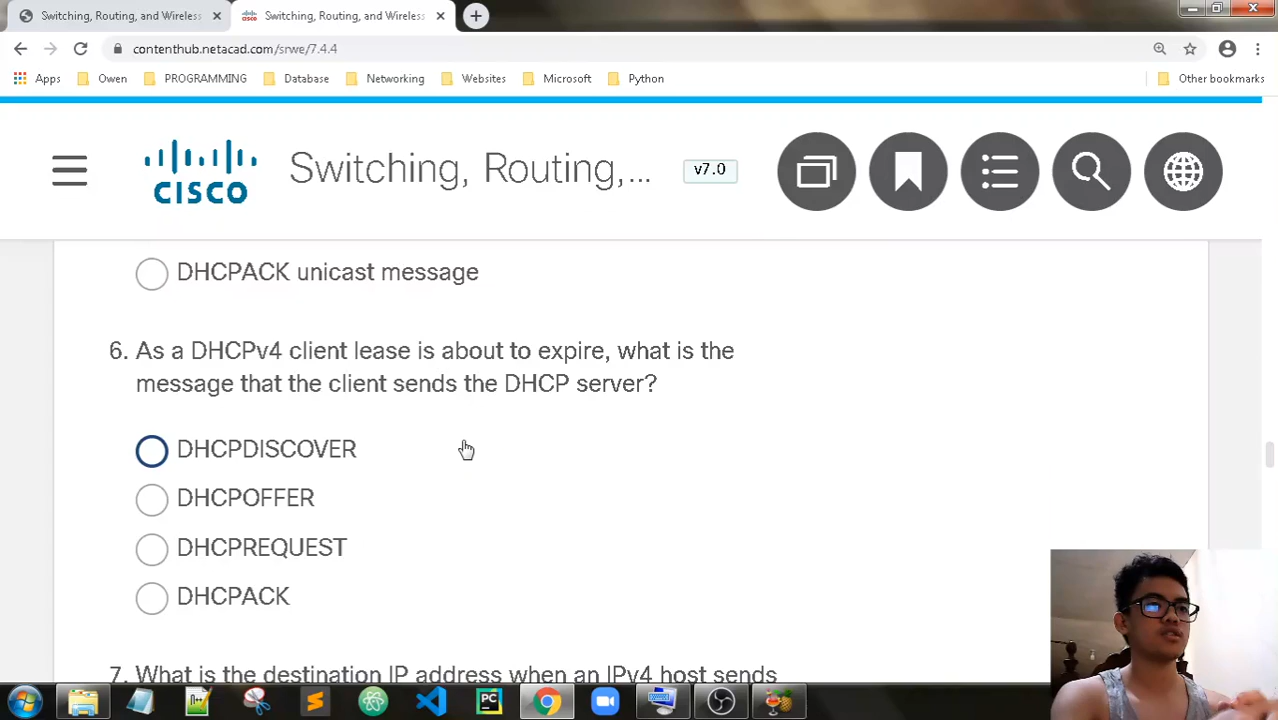 Switching, Routing, and Wireless
Switching, Routing, and Wireless
contenthub.netacad.com/srwe/7.4.4
Apps
Owen
PROGRAMMING
Database
Networking
Websites
Microsoft
Python
Other bookmarks
CISCO
Switching, Routing,...
v7.0
DHCPACK unicast message
6. As a DHCPv4 client lease is about to expire, what is the
message that the client sends the DHCP server?
DHCPDISCOVER
DHCPOFFER
DHCPREQUEST
DHCPACK
7. What is the destination IP address when an IPv4 host sends